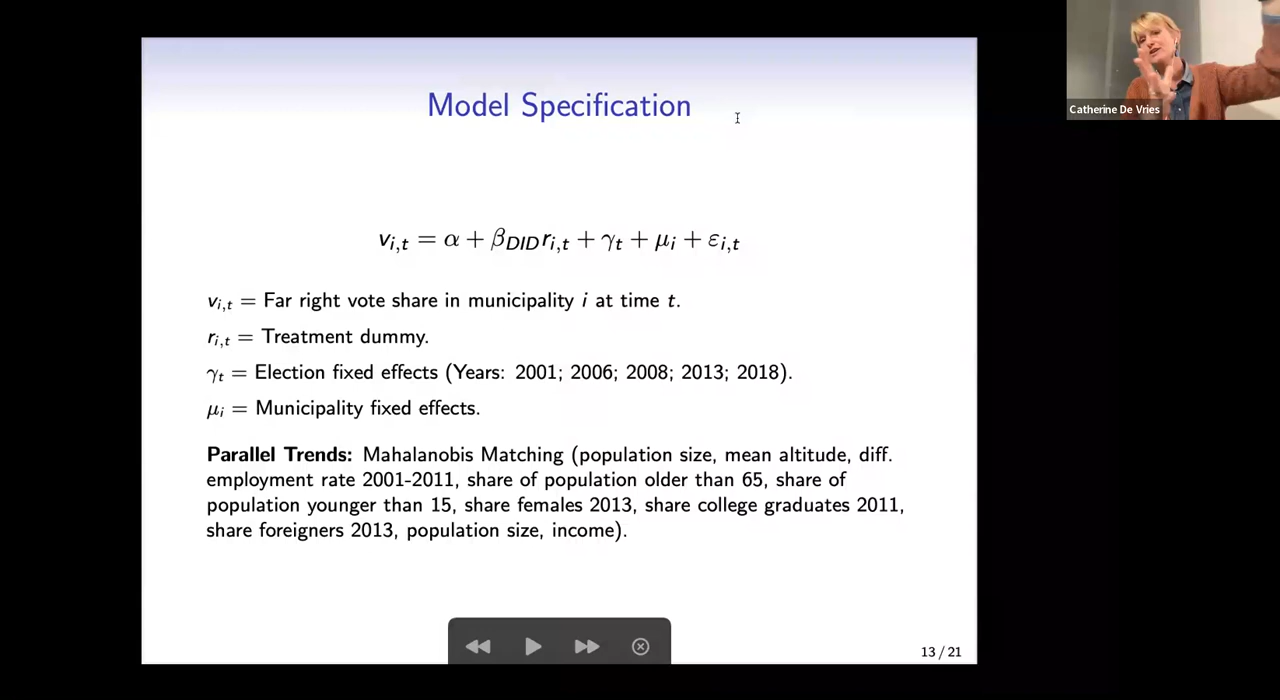 Model Specification
v_{i,t} = α + β_{DID} r_{i,t} + γ_t + μ_i + ε_{i,t}
v_{i,t} = Far right vote share in municipality i at time t.
r_{i,t} = Treatment dummy.
γ_t = Election fixed effects (Years: 2001; 2006; 2008; 2013; 2018).
μ_i = Municipality fixed effects.
Parallel Trends: Mahalanobis Matching (population size, mean altitude, diff.
employment rate 2001-2011, share of population older than 65, share of
population younger than 15, share females 2013, share college graduates 2011,
share foreigners 2013, population size, income).
13 / 21
Catherine De Vries